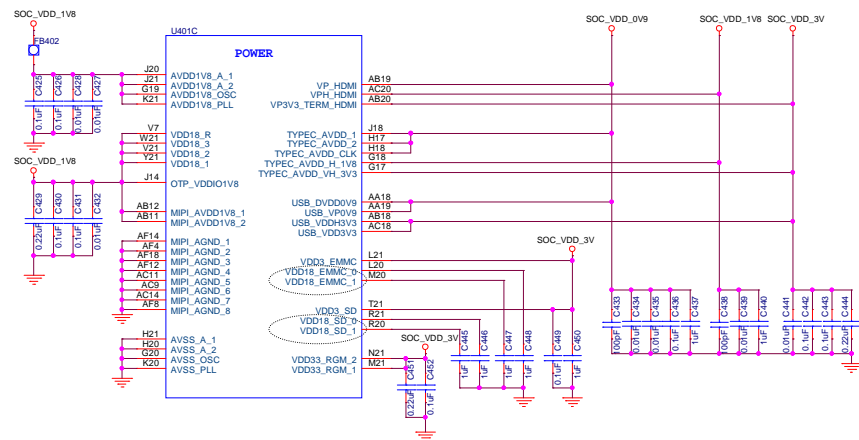 SOC_VDD_1V8
FB402
C425
0.1uF
C426
0.1uF
C428
0.01uF
C427
0.01uF
SOC_VDD_1V8
C429
0.22uF
C430
0.1uF
C431
0.1uF
C432
0.01uF
U401C
POWER
J20 AVDD1V8_A_1
J21 AVDD1V8_A_2
G19 AVDD1V8_OSC
K21 AVDD1V8_PLL
V7 VDD18_R
W21 VDD18_3
V21 VDD18_2
Y21 VDD18_1
J14 OTP_VDDIO1V8
AB12 MIPI_AVDD1V8_1
AB11 MIPI_AVDD1V8_2
AF14 MIPI_AGND_1
AF4 MIPI_AGND_2
AF18 MIPI_AGND_3
AF12 MIPI_AGND_4
AC11 MIPI_AGND_5
AC9 MIPI_AGND_6
AC14 MIPI_AGND_7
AF8 MIPI_AGND_8
H21 AVSS_A_1
H20 AVSS_A_2
G20 AVSS_OSC
K20 AVSS_PLL
VP_HDMI AB19
VPH_HDMI AC20
VP3V3_TERM_HDMI AB20
TYPEC_AVDD_1 J18
TYPEC_AVDD_2 H17
TYPEC_AVDD_CLK H18
TYPEC_AVDD_H_1V8 G18
TYPEC_AVDD_VH_3V3 G17
USB_DVDD0V9 AA18
USB_VP0V9 AA19
USB_VDDH3V3 AB18
USB_VDD3V3 AC18
VDD3_EMMC L21
VDD18_EMMC_0 L20
VDD18_EMMC_1 M20
VDD3_SD T21
VDD18_SD_0 R21
VDD18_SD_1 R20
VDD33_RGM_2 N21
VDD33_RGM_1 M21
SOC_VDD_3V
C451
0.22uF
C452
0.1uF
C445
1uF
C446
1uF
C447
1uF
C448
1uF
SOC_VDD_3V
C449
0.1uF
C450
1uF
SOC_VDD_0V9
SOC_VDD_1V8
SOC_VDD_3V
C433
100pF
C434
0.01uF
C435
0.01uF
C436
0.1uF
C437
1uF
C438
100pF
C439
0.01uF
C440
1uF
C441
0.01uF
C442
0.1uF
C443
0.1uF
C444
0.22uF